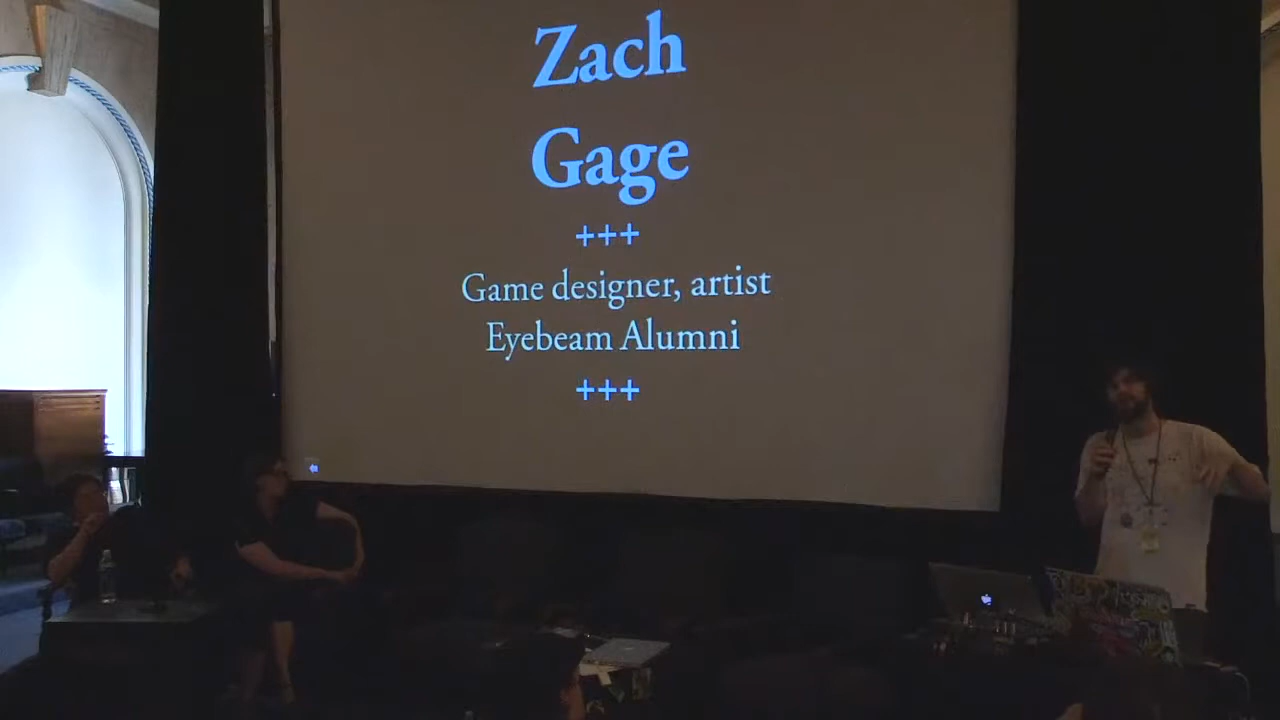 Zach
Gage
+++
Game designer, artist
Eyebeam Alumni
+++